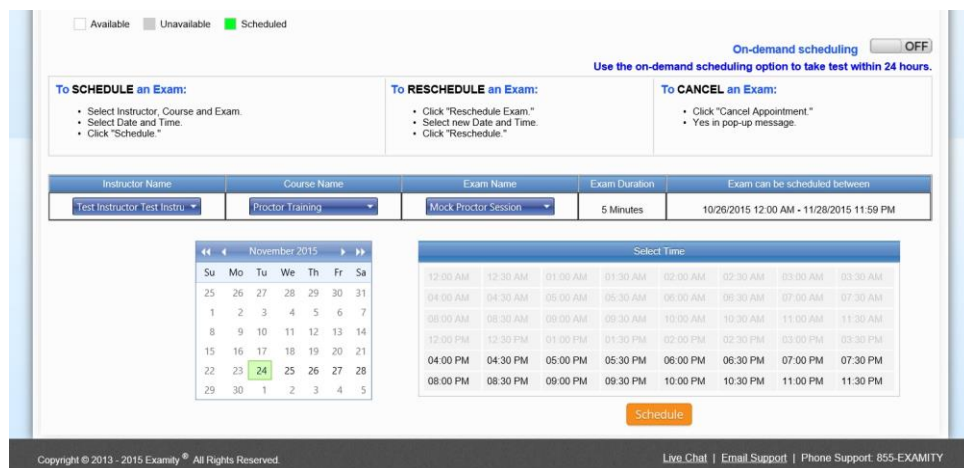 Available Unavailable Scheduled
On-demand scheduling OFF
Use the on-demand scheduling option to take test within 24 hours.
To SCHEDULE an Exam:
• Select Instructor, Course and Exam.
• Select Date and Time.
• Click "Schedule."
To RESCHEDULE an Exam:
• Click "Reschedule Exam."
• Select new Date and Time.
• Click "Reschedule."
To CANCEL an Exam:
• Click "Cancel Appointment."
• Yes in pop-up message.
Instructor Name Course Name Exam Name Exam Duration Exam can be scheduled between
Test Instructor Test Instru Proctor Training Mock Proctor Session 5 Minutes 10/26/2015 12:00 AM - 11/28/2015 11:59 PM
November 2015
Su Mo Tu We Th Fr Sa
25 26 27 28 29 30 31
1 2 3 4 5 6 7
8 9 10 11 12 13 14
15 16 17 18 19 20 21
22 23 24 25 26 27 28
29 30 1 2 3 4 5
Select Time
12:00 AM 12:30 AM 01:00 AM 01:30 AM 02:00 AM 02:30 AM 03:00 AM 03:30 AM
04:00 AM 04:30 AM 05:00 AM 05:30 AM 06:00 AM 06:30 AM 07:00 AM 07:30 AM
08:00 AM 08:30 AM 09:00 AM 09:30 AM 10:00 AM 10:30 AM 11:00 AM 11:30 AM
12:00 PM 12:30 PM 01:00 PM 01:30 PM 02:00 PM 02:30 PM 03:00 PM 03:30 PM
04:00 PM 04:30 PM 05:00 PM 05:30 PM 06:00 PM 06:30 PM 07:00 PM 07:30 PM
08:00 PM 08:30 PM 09:00 PM 09:30 PM 10:00 PM 10:30 PM 11:00 PM 11:30 PM
Schedule
Copyright © 2013 - 2015 Examity ® All Rights Reserved. Live Chat | Email Support | Phone Support: 855-EXAMITY